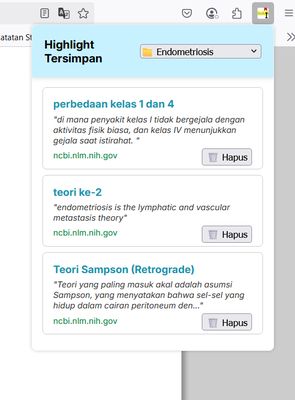 atatan St
Highlight
Tersimpan
Endometriosis
perbedaan kelas 1 dan 4
"di mana penyakit kelas I tidak bergejala dengan
aktivitas fisik biasa, dan kelas IV menunjukkan
gejala saat istirahat. "
ncbi.nlm.nih.gov
Hapus
teori ke-2
"endometriosis is the lymphatic and vascular
metastasis theory"
ncbi.nlm.nih.gov
Hapus
Teori Sampson (Retrograde)
"Teori yang paling masuk akal adalah asumsi
Sampson, yang menyatakan bahwa sel-sel yang
hidup dalam cairan peritoneum den..."
ncbi.nlm.nih.gov
Hapus